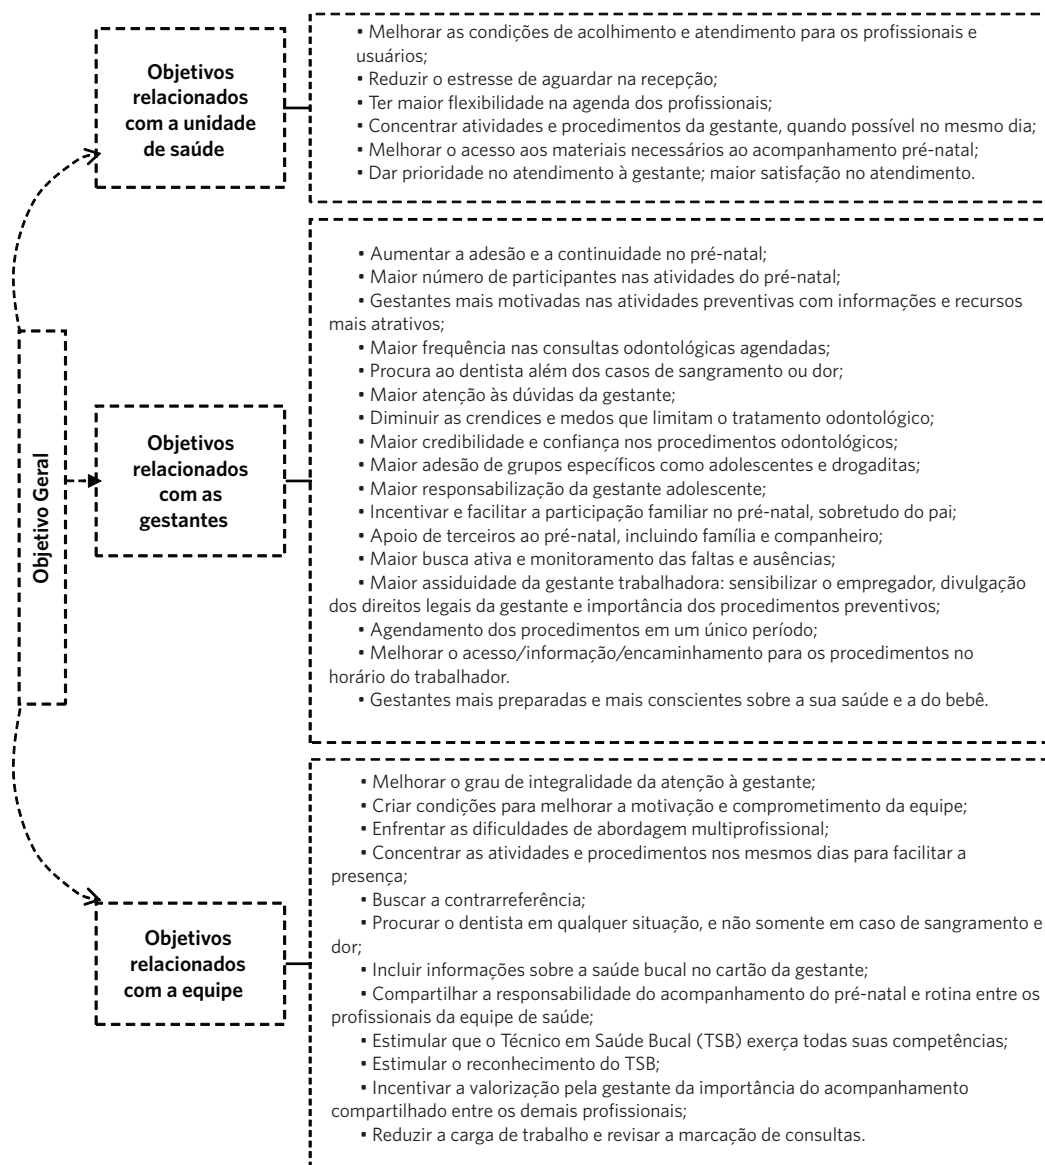 Objetivo Geral
Objetivos
relacionados
com a unidade
de saúde
• Melhorar as condições de acolhimento e atendimento para os profissionais e
usuários;
• Reduzir o estresse de aguardar na recepção;
• Ter maior flexibilidade na agenda dos profissionais;
• Concentrar atividades e procedimentos da gestante, quando possível no mesmo dia;
• Melhorar o acesso aos materiais necessários ao acompanhamento pré-natal;
• Dar prioridade no atendimento à gestante; maior satisfação no atendimento.
Objetivos
relacionados
com as
gestantes
• Aumentar a adesão e a continuidade no pré-natal;
• Maior número de participantes nas atividades do pré-natal;
• Gestantes mais motivadas nas atividades preventivas com informações e recursos
mais atrativos;
• Maior frequência nas consultas odontológicas agendadas;
• Procura ao dentista além dos casos de sangramento ou dor;
• Maior atenção às dúvidas da gestante;
• Diminuir as crendices e medos que limitam o tratamento odontológico;
• Maior credibilidade e confiança nos procedimentos odontológicos;
• Maior adesão de grupos específicos como adolescentes e drogaditas;
• Maior responsabilização da gestante adolescente;
• Incentivar e facilitar a participação familiar no pré-natal, sobretudo do pai;
• Apoio de terceiros ao pré-natal, incluindo família e companheiro;
• Maior busca ativa e monitoramento das faltas e ausências;
• Maior assiduidade da gestante trabalhadora: sensibilizar o empregador, divulgação
dos direitos legais da gestante e importância dos procedimentos preventivos;
• Agendamento dos procedimentos em um único período;
• Melhorar o acesso/informação/encaminhamento para os procedimentos no
horário do trabalhador.
• Gestantes mais preparadas e mais conscientes sobre a sua saúde e a do bebê.
Objetivos
relacionados
com a equipe
• Melhorar o grau de integralidade da atenção à gestante;
• Criar condições para melhorar a motivação e comprometimento da equipe;
• Enfrentar as dificuldades de abordagem multiprofissional;
• Concentrar as atividades e procedimentos nos mesmos dias para facilitar a
presença;
• Buscar a contrarreferência;
• Procurar o dentista em qualquer situação, e não somente em caso de sangramento e
dor;
• Incluir informações sobre a saúde bucal no cartão da gestante;
• Compartilhar a responsabilidade do acompanhamento do pré-natal e rotina entre os
profissionais da equipe de saúde;
• Estimular que o Técnico em Saúde Bucal (TSB) exerça todas suas competências;
• Estimular o reconhecimento do TSB;
• Incentivar a valorização pela gestante da importância do acompanhamento
compartilhado entre os demais profissionais;
• Reduzir a carga de trabalho e revisar a marcação de consultas.